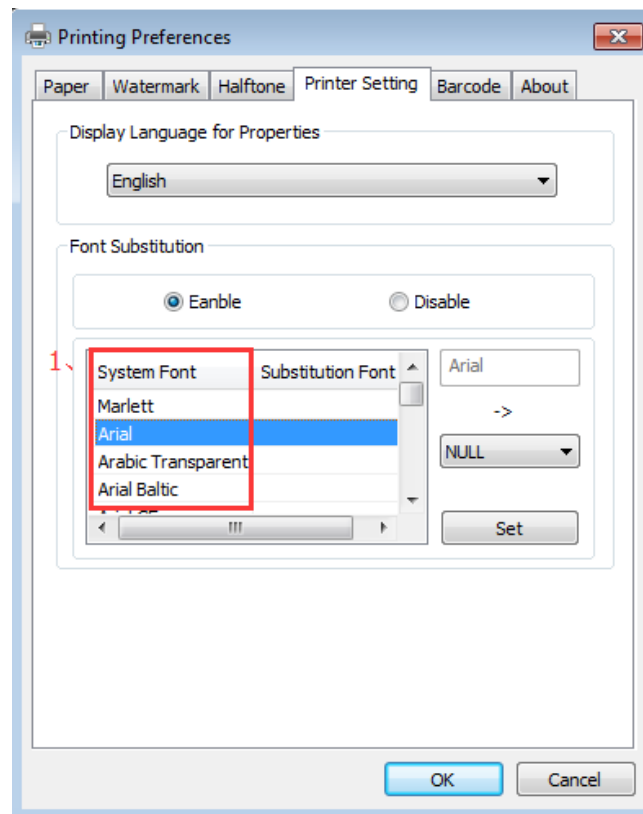 Printing Preferences
Paper Watermark Halftone Printer Setting Barcode About
Display Language for Properties
English
Font Substitution
Eanble Disable
1、
System Font Substitution Font
Marlett
Arial
Arabic Transparent
Arial Baltic
Arial
->
NULL
Set
OK Cancel